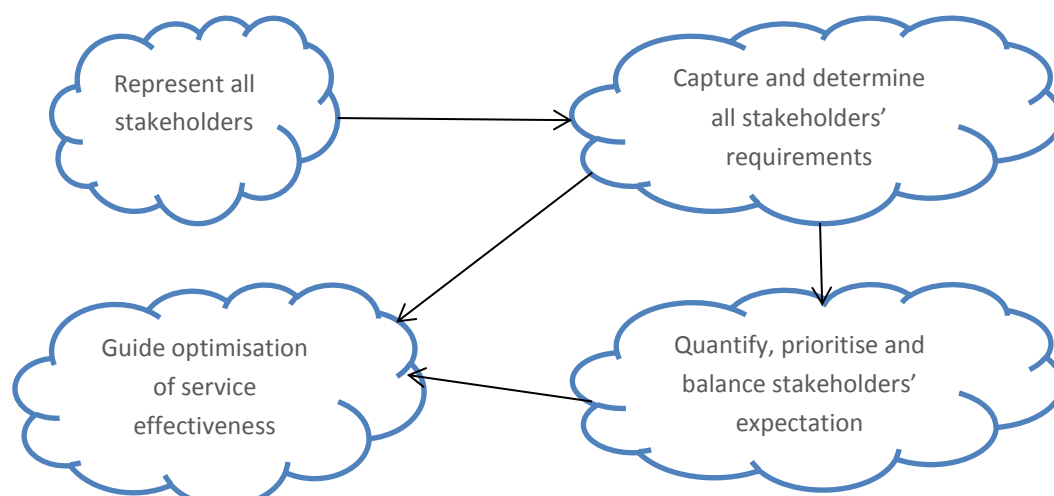 Represent all
stakeholders
Capture and determine
all stakeholders’
requirements
Guide optimisation
of service
effectiveness
Quantify, prioritise and
balance stakeholders’
expectation